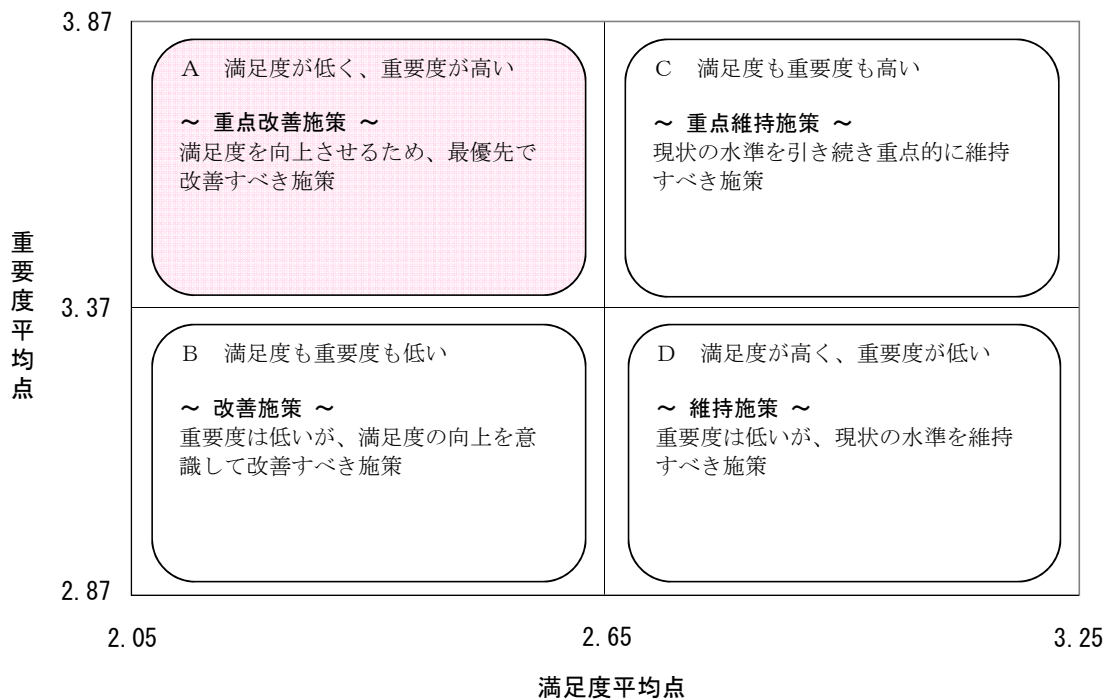 3.87
A　満足度が低く、重要度が高い
～ 重点改善施策 ～
満足度を向上させるため、最優先で
改善すべき施策
C　満足度も重要度も高い
～ 重点維持施策 ～
現状の水準を引き続き重点的に維持
すべき施策
重要度平均点
3.37
B　満足度も重要度も低い
～ 改善施策 ～
重要度は低いが、満足度の向上を意
識して改善すべき施策
D　満足度が高く、重要度が低い
～ 維持施策 ～
重要度は低いが、現状の水準を維持
すべき施策
2.87
2.05
2.65
3.25
満足度平均点